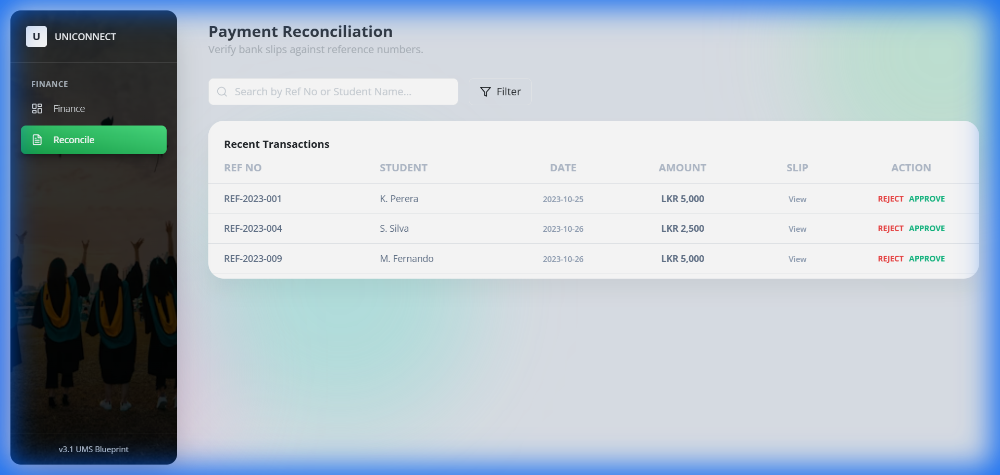 U UNICONNECT
FINANCE
Finance
Reconcile
v3.1 UMS Blueprint
Payment Reconciliation
Verify bank slips against reference numbers.
Search by Ref No or Student Name...
Filter
Recent Transactions
REF NO STUDENT DATE AMOUNT SLIP ACTION
REF-2023-001 K. Perera 2023-10-25 LKR 5,000 View REJECT APPROVE
REF-2023-004 S. Silva 2023-10-26 LKR 2,500 View REJECT APPROVE
REF-2023-009 M. Fernando 2023-10-26 LKR 5,000 View REJECT APPROVE